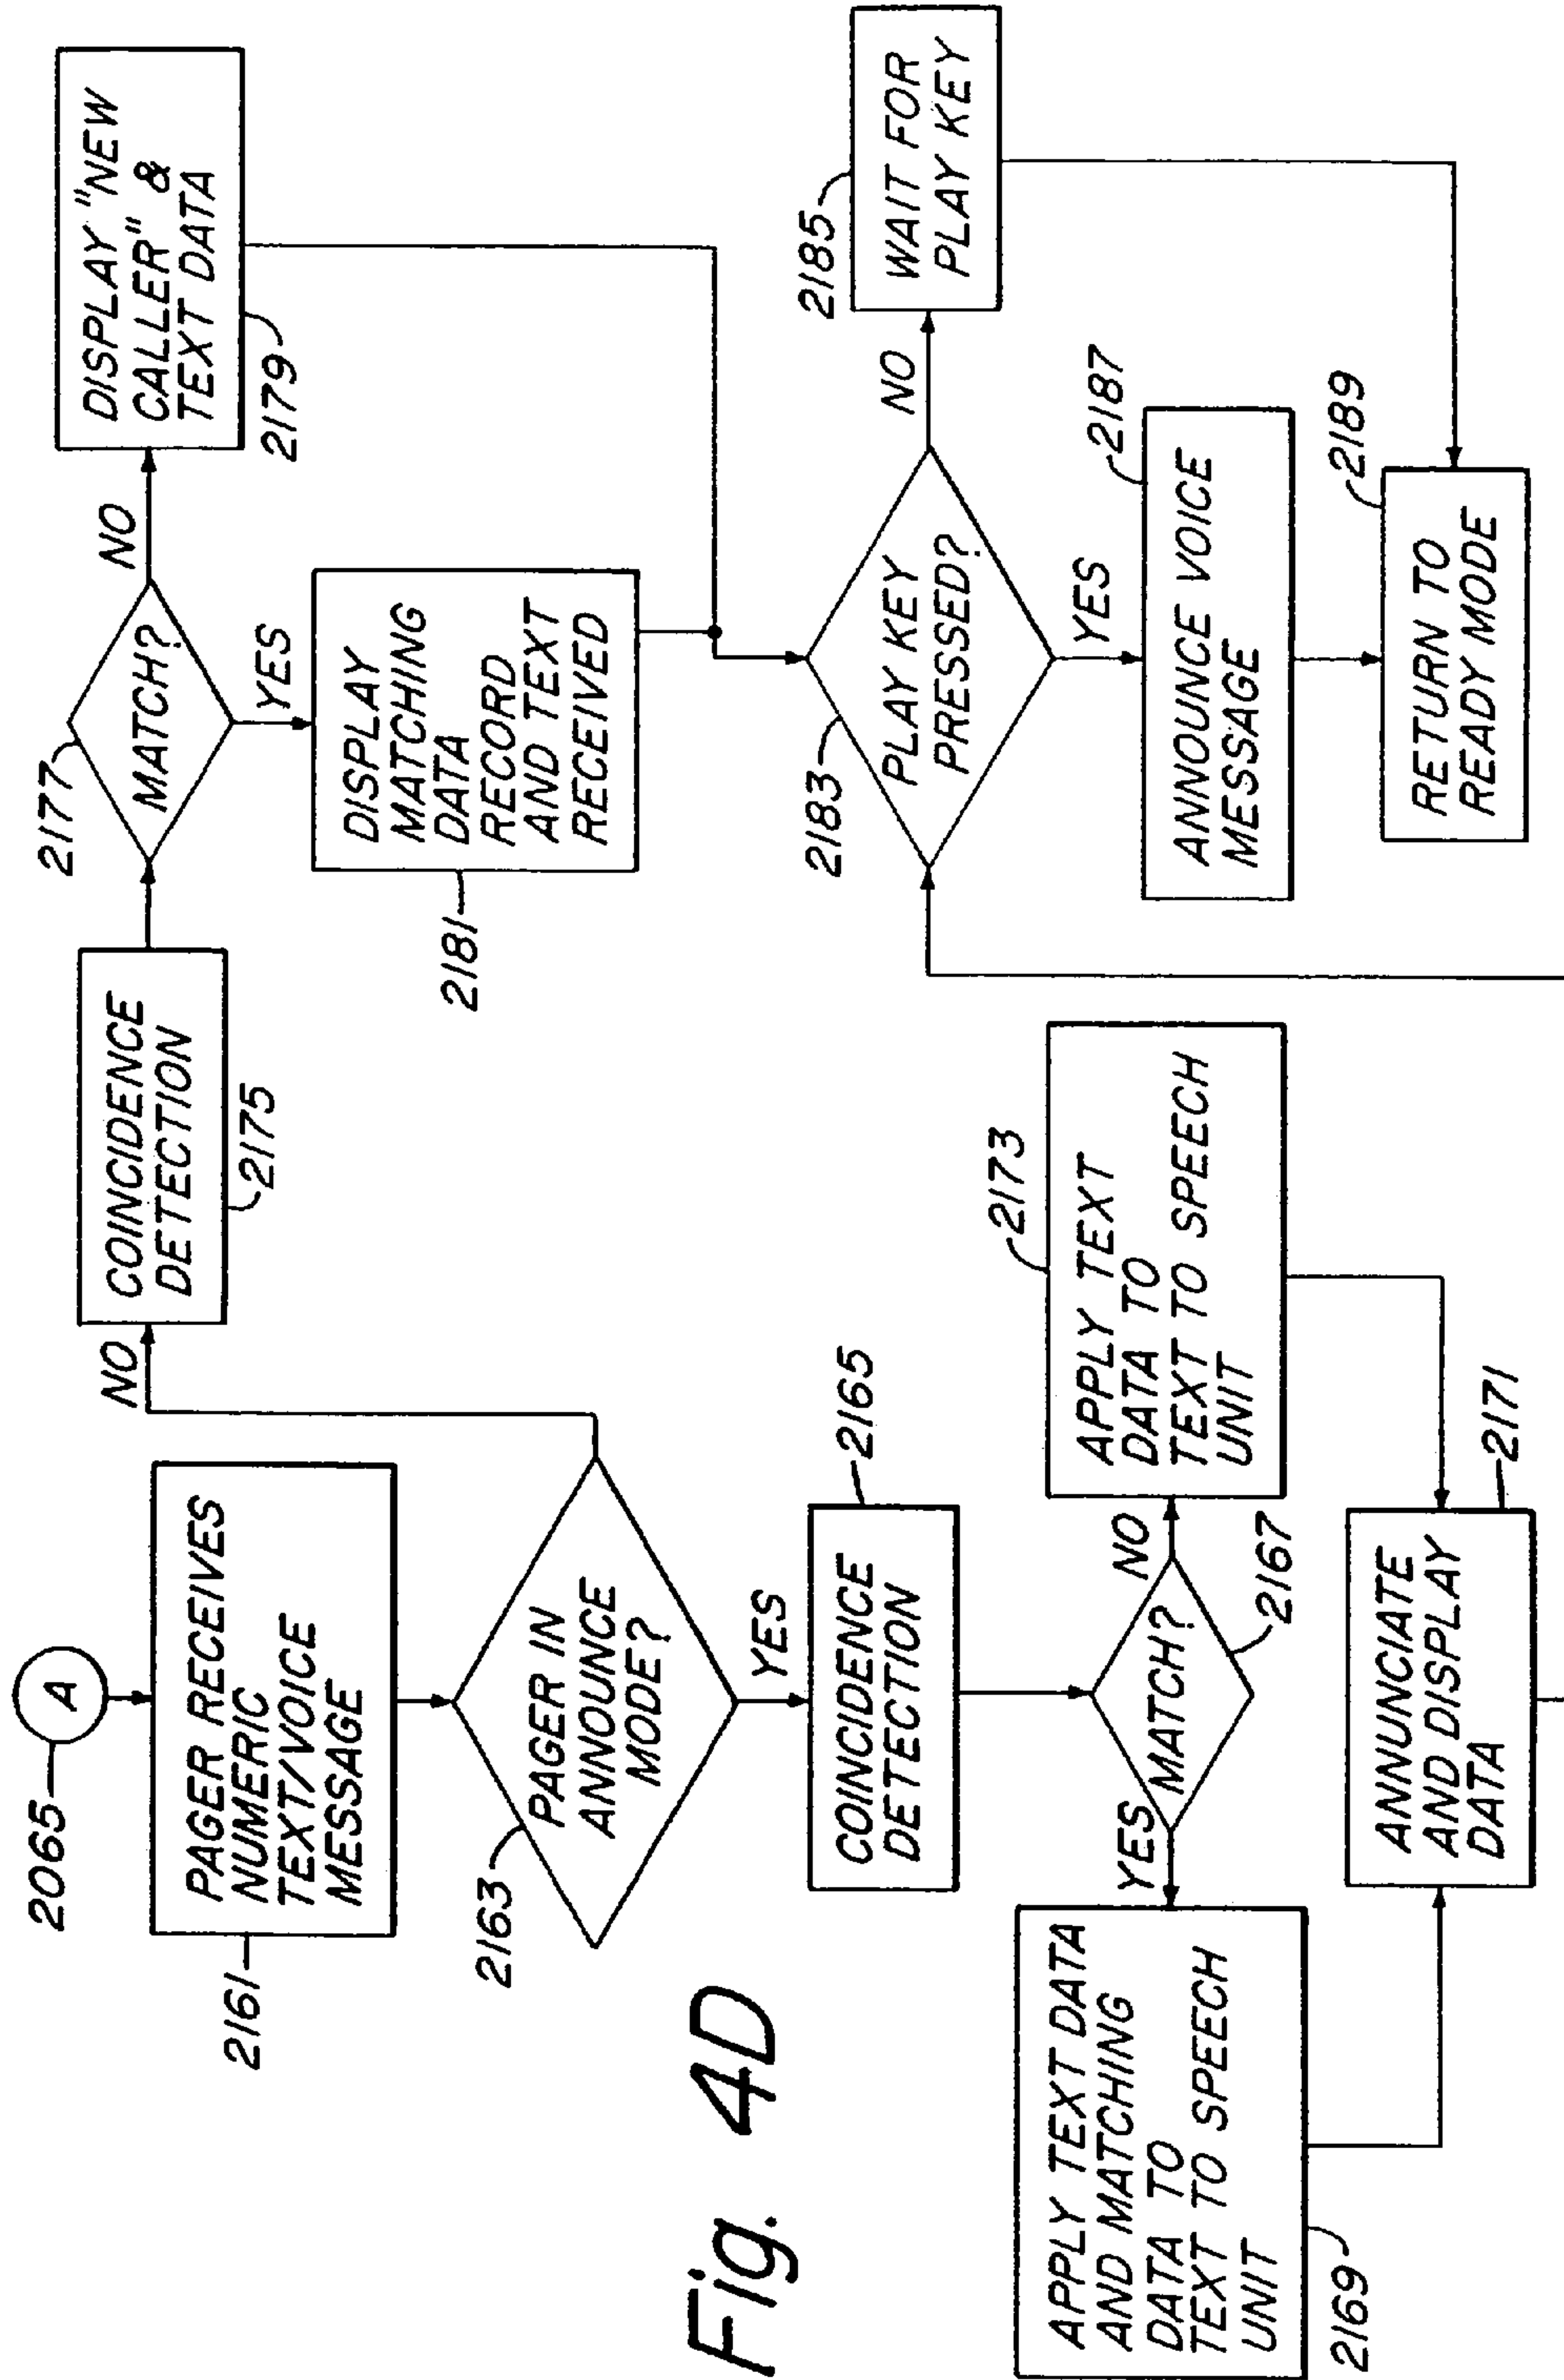 Fig. 4D
2065
A
PAGER RECEIVES
NUMERIC
TEXT/VOICE
MESSAGE
2161
PAGER IN
ANNOUNCE
MODE?
2163
NO
YES
COINCIDENCE
DETECTION
2165
MATCH?
2167
YES
NO
APPLY TEXT DATA
AND MATCHING
DATA TO
TEXT TO SPEECH
UNIT
2169
APPLY TEXT
DATA TO
TEXT TO SPEECH
UNIT
2173
ANNUNCIATE
AND DISPLAY
DATA
2171
COINCIDENCE
DETECTION
2175
MATCH?
2177
NO
YES
DISPLAY "NEW
CALLER" &
TEXT DATA
2179
DISPLAY
MATCHING
DATA
RECORD
AND TEXT
RECEIVED
2181
PLAY KEY
PRESSED?
2183
NO
YES
WAIT FOR
PLAY KEY
2185
ANNOUNCE VOICE
MESSAGE
2187
RETURN TO
READY MODE
2189